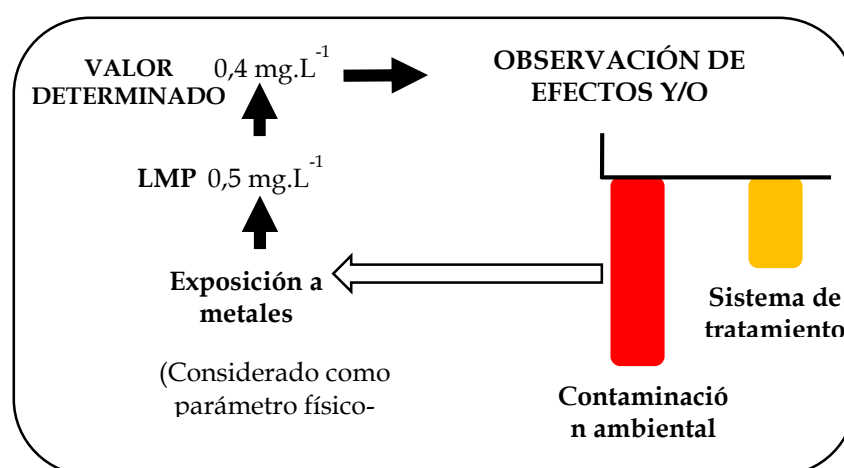 VALOR
DETERMINADO
0,4 mg.L-1
OBSERVACIÓN DE
EFECTOS Y/O
LMP 0,5 mg.L-1
Exposición a
metales
(Considerado como
parámetro físico-
Sistema de
tratamiento
Contaminació
n ambiental